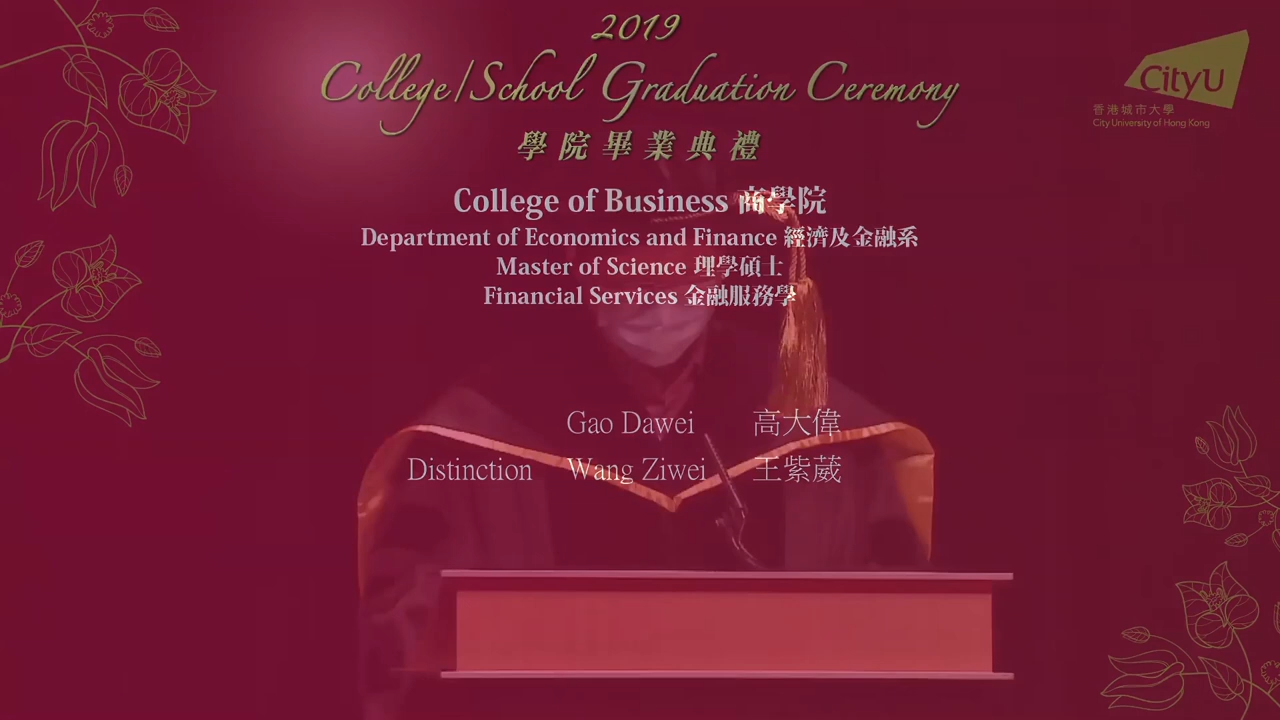 2019
College/School Graduation Ceremony
學院畢業典禮
CityU
香港城市大學
City University of Hong Kong
College of Business 商學院
Department of Economics and Finance 經濟及金融系
Master of Science 理學碩士
Financial Services 金融服務學
Gao Dawei 高大偉
Distinction Wang Ziwei 王紫葳